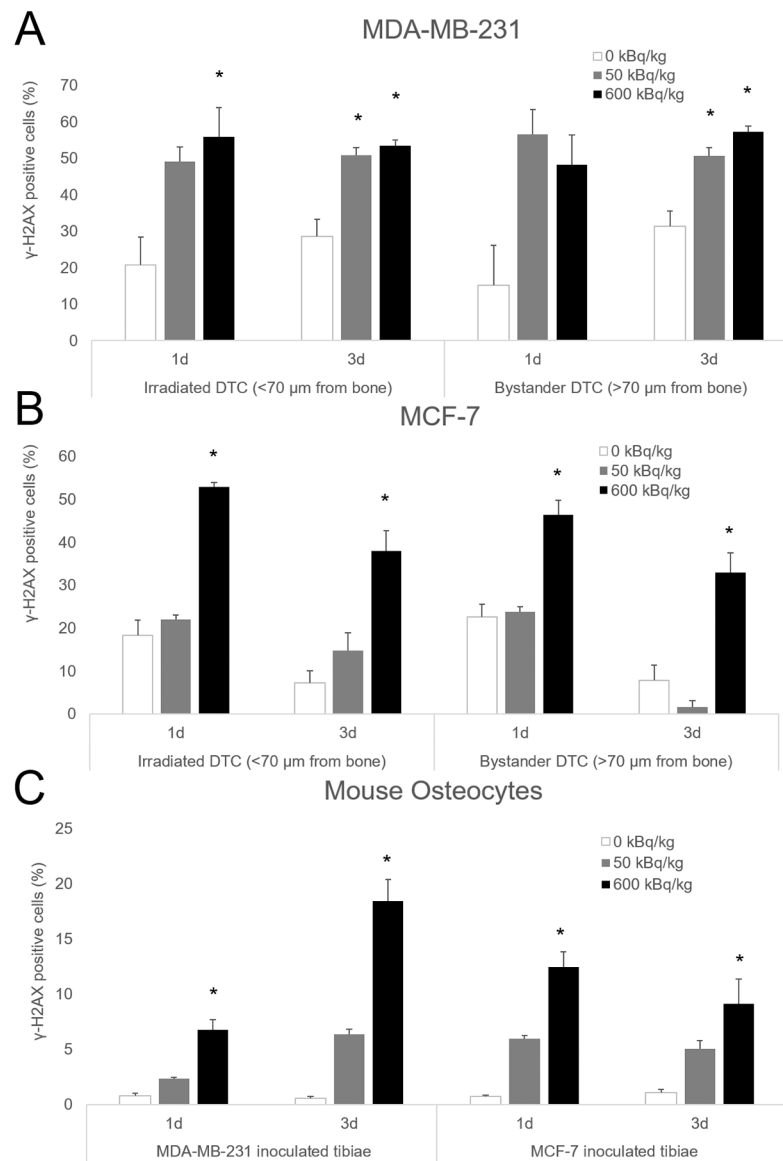 A
MDA-MB-231
γ-H2AX positive cells (%)
0 kBq/kg
50 kBq/kg
600 kBq/kg
70
60
50
40
30
20
10
0
* * * * *
1d 3d 1d 3d
Irradiated DTC (<70 µm from bone) Bystander DTC (>70 µm from bone)
B
MCF-7
γ-H2AX positive cells (%)
0 kBq/kg
50 kBq/kg
600 kBq/kg
60
50
40
30
20
10
0
* * * *
1d 3d 1d 3d
Irradiated DTC (<70 µm from bone) Bystander DTC (>70 µm from bone)
C
Mouse Osteocytes
γ-H2AX positive cells (%)
0 kBq/kg
50 kBq/kg
600 kBq/kg
25
20
15
10
5
0
* * * *
1d 3d 1d 3d
MDA-MB-231 inoculated tibiae MCF-7 inoculated tibiae